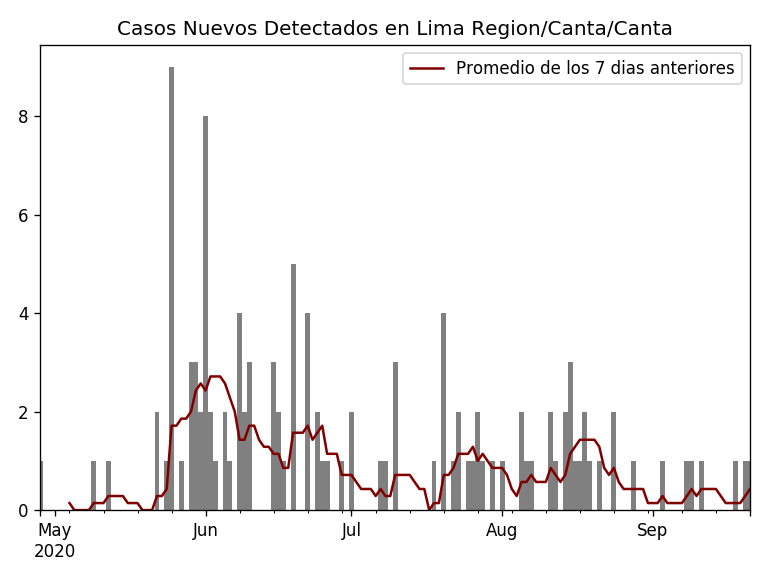 Casos Nuevos Detectados en Lima Region/Canta/Canta
Promedio de los 7 dias anteriores
8
6
4
2
0
May Jun Jul Aug Sep
2020